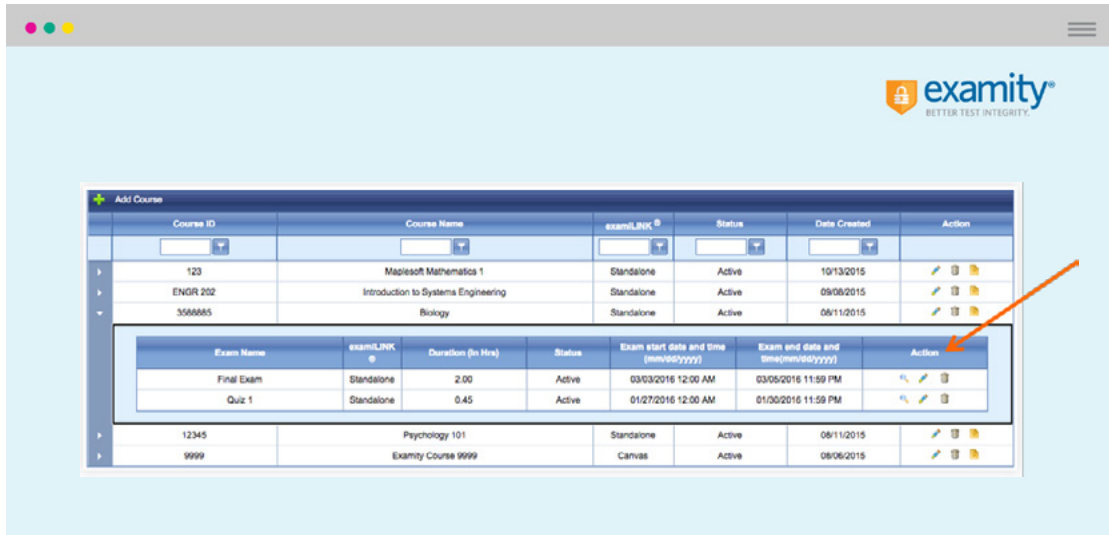 examity®
BETTER TEST INTEGRITY.
Add Course
Course ID Course Name examiLINK ® Status Date Created Action
123 Maplesoft Mathematics 1 Standalone Active 10/13/2015
ENGR 202 Introduction to Systems Engineering Standalone Active 09/08/2015
3588885 Biology Standalone Active 08/11/2015
Exam Name examiLINK ® Duration (In Hrs) Status Exam start date and time (mm/dd/yyyy) Exam end date and time(mm/dd/yyyy) Action
Final Exam Standalone 2.00 Active 03/03/2016 12:00 AM 03/05/2016 11:59 PM
Quiz 1 Standalone 0.45 Active 01/27/2016 12:00 AM 01/30/2016 11:59 PM
12345 Psychology 101 Standalone Active 08/11/2015
9999 Examity Course 9999 Canvas Active 08/06/2015